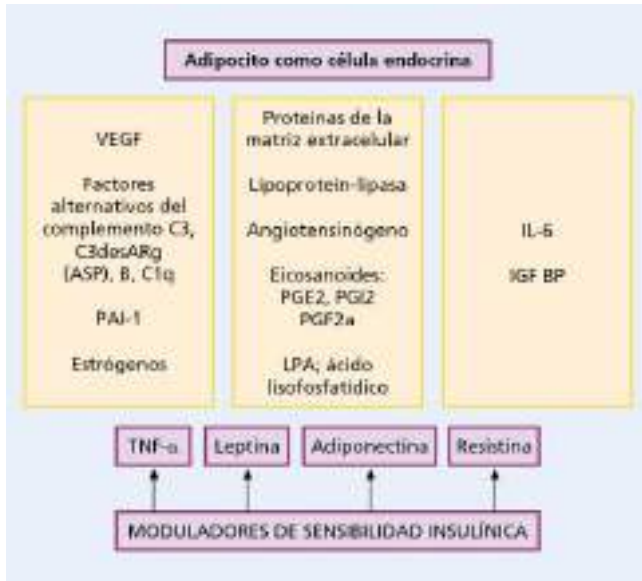 Adipocito como célula endocrina
VEGF
Factores
alternativos del
complemento C3,
C3desARg
(ASP), B, C1q
PAI-1
Estrógenos
Proteinas de la
matriz extracelular
Lipoprotein-lipasa
Angiotensinógeno
Eicosanoides:
PGE2, PGI2
PGF2a
LPA; ácido
lisofosfatídico
IL-6
IGF BP
TNF-α
Leptina
Adiponectina
Resistina
MODULADORES DE SENSIBILIDAD INSULÍNICA